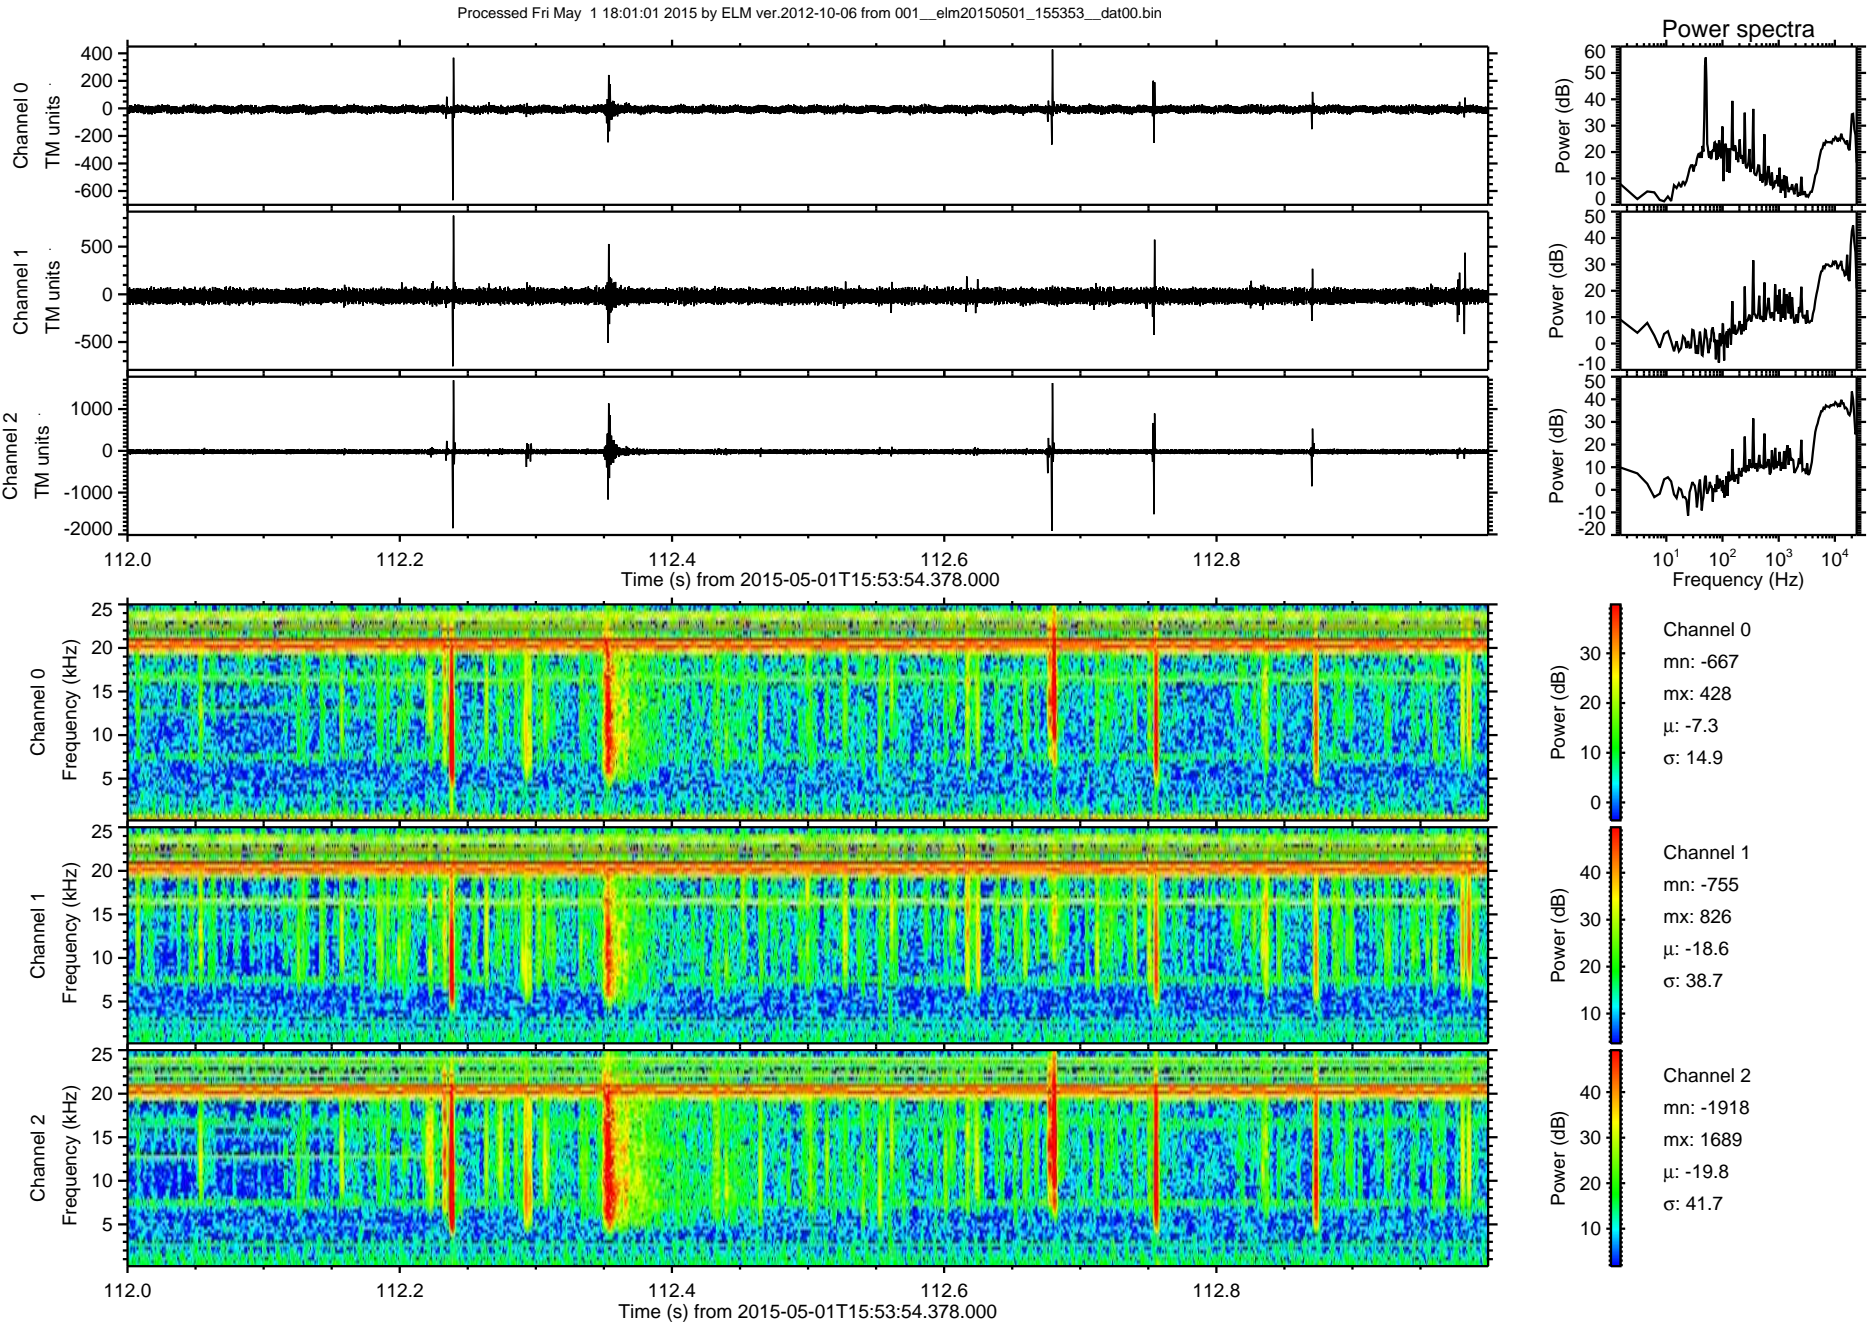 Processed Fri May 1 18:01:01 2015 by ELM ver.2012-10-06 from 001__elm20150501_155353__dat00.bin
Power spectra
Channel 0
TM units
400
200
0
-200
-400
-600
Power (dB)
60
50
40
30
20
10
0
Channel 1
TM units
500
0
-500
Power (dB)
50
40
30
20
10
0
-10
Channel 2
TM units
1000
0
-1000
-2000
Power (dB)
50
40
30
20
10
0
-10
-20
112.0 112.2 112.4 112.6 112.8
Time (s) from 2015-05-01T15:53:54.378.000
10^1 10^2 10^3 10^4
Frequency (Hz)
Channel 0
Frequency (kHz)
25
20
15
10
5
Power (dB)
30
20
10
0
Channel 0
mn: -667
mx: 428
μ: -7.3
σ: 14.9
Channel 1
Frequency (kHz)
25
20
15
10
5
Power (dB)
40
30
20
10
Channel 1
mn: -755
mx: 826
μ: -18.6
σ: 38.7
Channel 2
Frequency (kHz)
25
20
15
10
5
Power (dB)
40
30
20
10
Channel 2
mn: -1918
mx: 1689
μ: -19.8
σ: 41.7
112.0 112.2 112.4 112.6 112.8
Time (s) from 2015-05-01T15:53:54.378.000